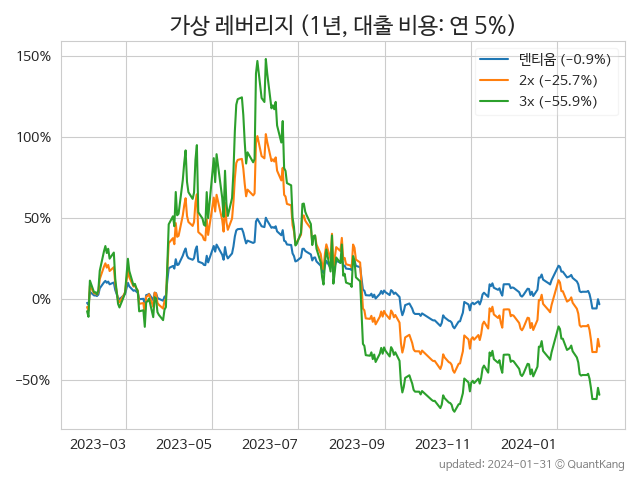 가상 레버리지 (1년, 대출 비용: 연 5%)
150%
100%
50%
0%
−50%
덴티움 (−0.9%)
2x (−25.7%)
3x (−55.9%)
2023-03
2023-05
2023-07
2023-09
2023-11
2024-01
updated: 2024-01-31 © QuantKang